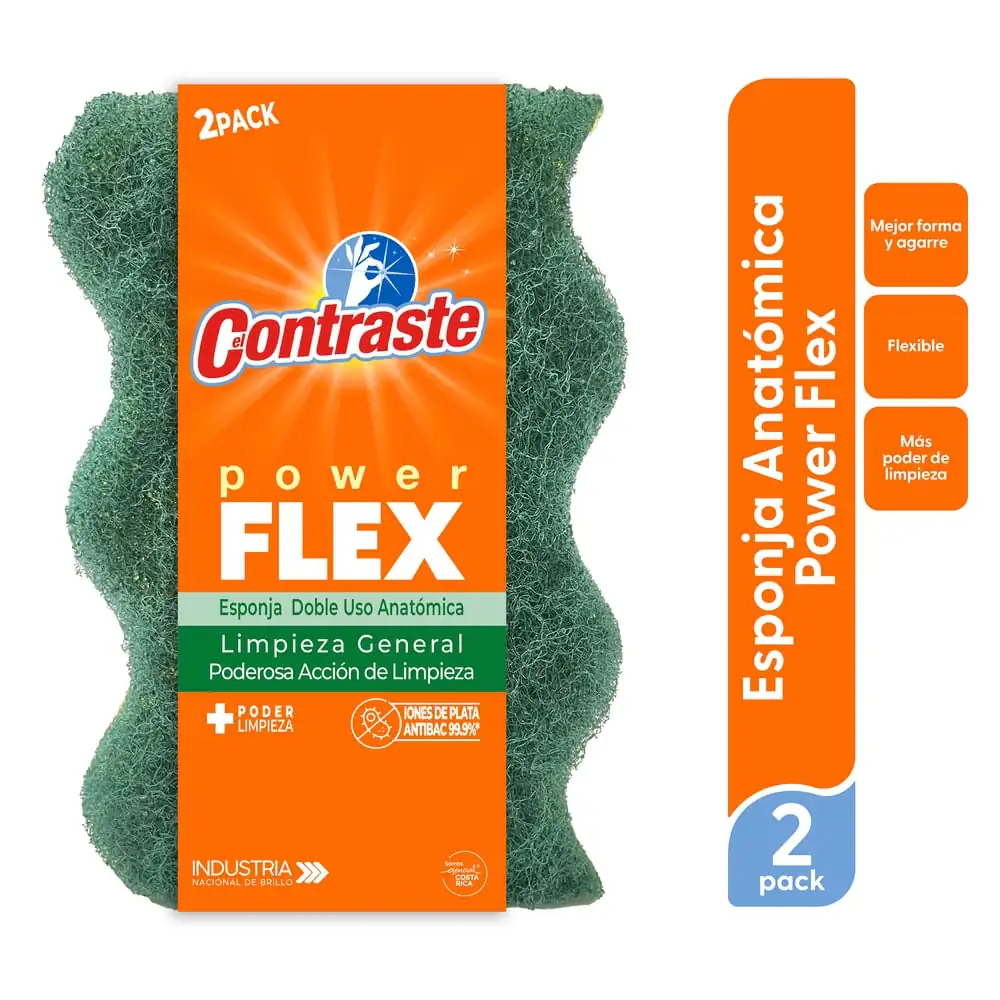 2PACK
el Contraste
power
FLEX
Esponja Doble Uso Anatómica
Limpieza General
Poderosa Acción de Limpieza
+ PODER
LIMPIEZA
IONES DE PLATA
ANTIBAC 99.9%*
INDUSTRIA
NACIONAL DE BRILLO
Somos
esencial
COSTA
RICA
Esponja Anatómica
Power Flex
2
pack
Mejor forma
y agarre
Flexible
Más
poder de
limpieza